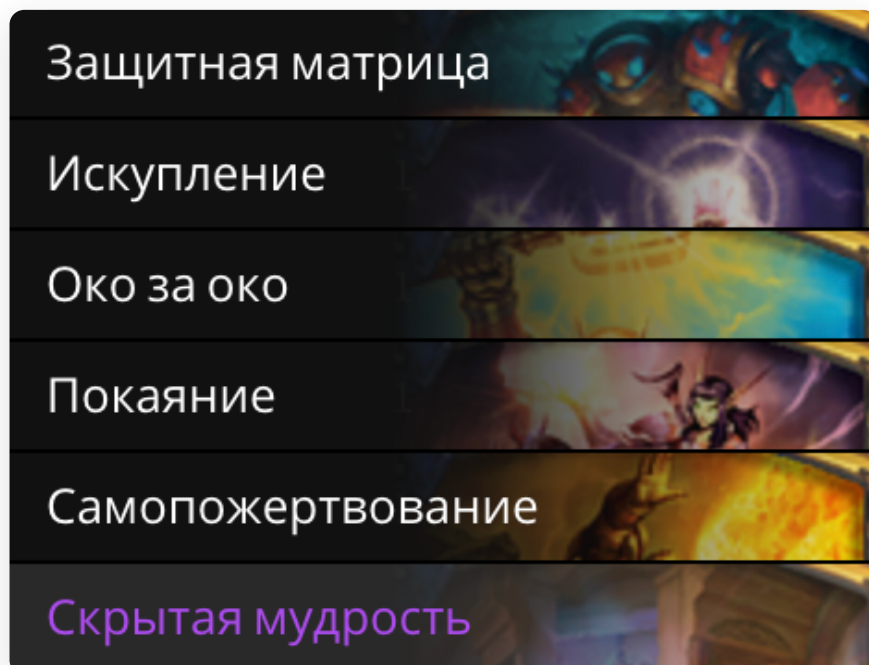 Защитная матрица
Искупление
Око за око
Покаяние
Самопожертвование
Скрытая мудрость